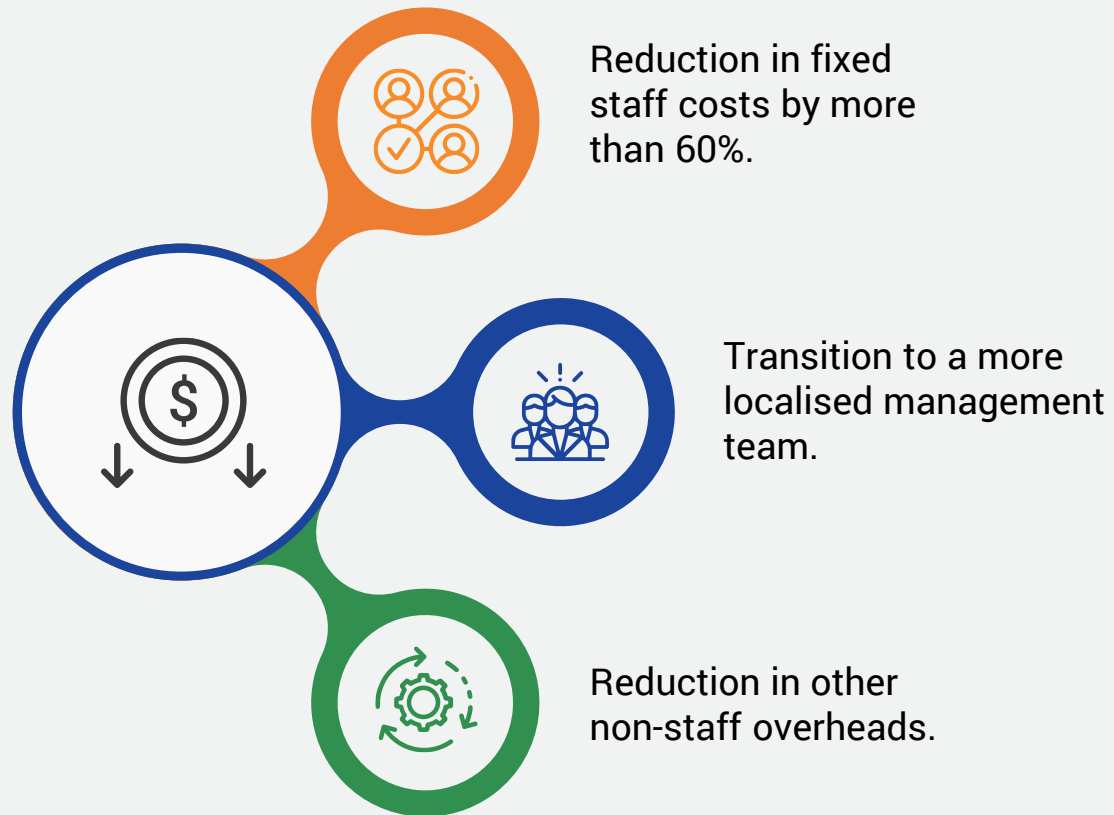 Reduction in fixed
staff costs by more
than 60%.
$
Transition to a more
localised management
team.
Reduction in other
non-staff overheads.